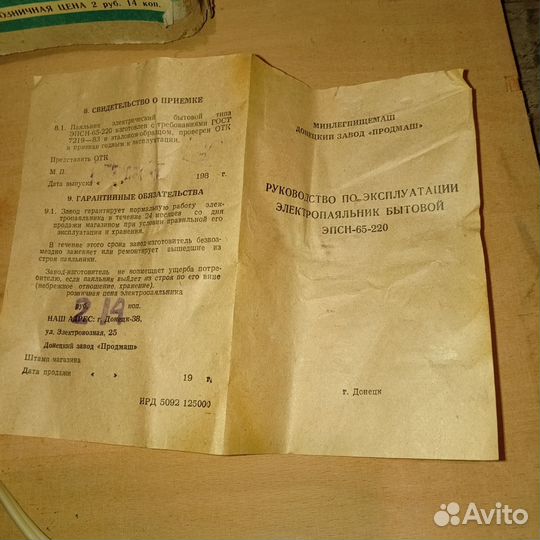 ЗНИЧНАЯ ЦЕНА 2 руб. 14 коп.
8. СВИДЕТЕЛЬСТВО О ПРИЕМКЕ
8.1. Паяльник электрический бытовой типа
ЭПСН-65-220 изготовлен с требованиями ГОСТ
7219—83 и эталоном-образцом, проверен ОТК
и признан годным к эксплуатации.
Представить ОТК
М. П.
Дата выпуска « » 198 г.
9. ГАРАНТИЙНЫЕ ОБЯЗАТЕЛЬСТВА
9.1. Завод гарантирует нормальную работу элек-
тропаяльника в течение 24 месяцев со дня
продажи магазином при условии правильной его
эксплуатации и хранения.
В течение этого срока завод-изготовитель безвоз-
мездно заменяет или ремонтирует вышедшие из
строя паяльники.
Завод-изготовитель не возмещает ущерба потре-
бителю, если паяльник выйдет из строя по его вине
(небрежное отношение, хранение).
розничная цена электропаяльника
руб. коп.
2 14
НАШ АДРЕС: г. Донецк-38,
ул. Электровозная, 25
Донецкий завод «Продмаш»
Штамп магазина
Дата продажи « » 19 г.
ИРД 5092 125000
МИНЛЕГПИЩЕМАШ
ДОНЕЦКИЙ ЗАВОД «ПРОДМАШ»
РУКОВОДСТВО ПО ЭКСПЛУАТАЦИИ
ЭЛЕКТРОПАЯЛЬНИК БЫТОВОЙ
ЭПСН-65-220
г. Донецк
Avito